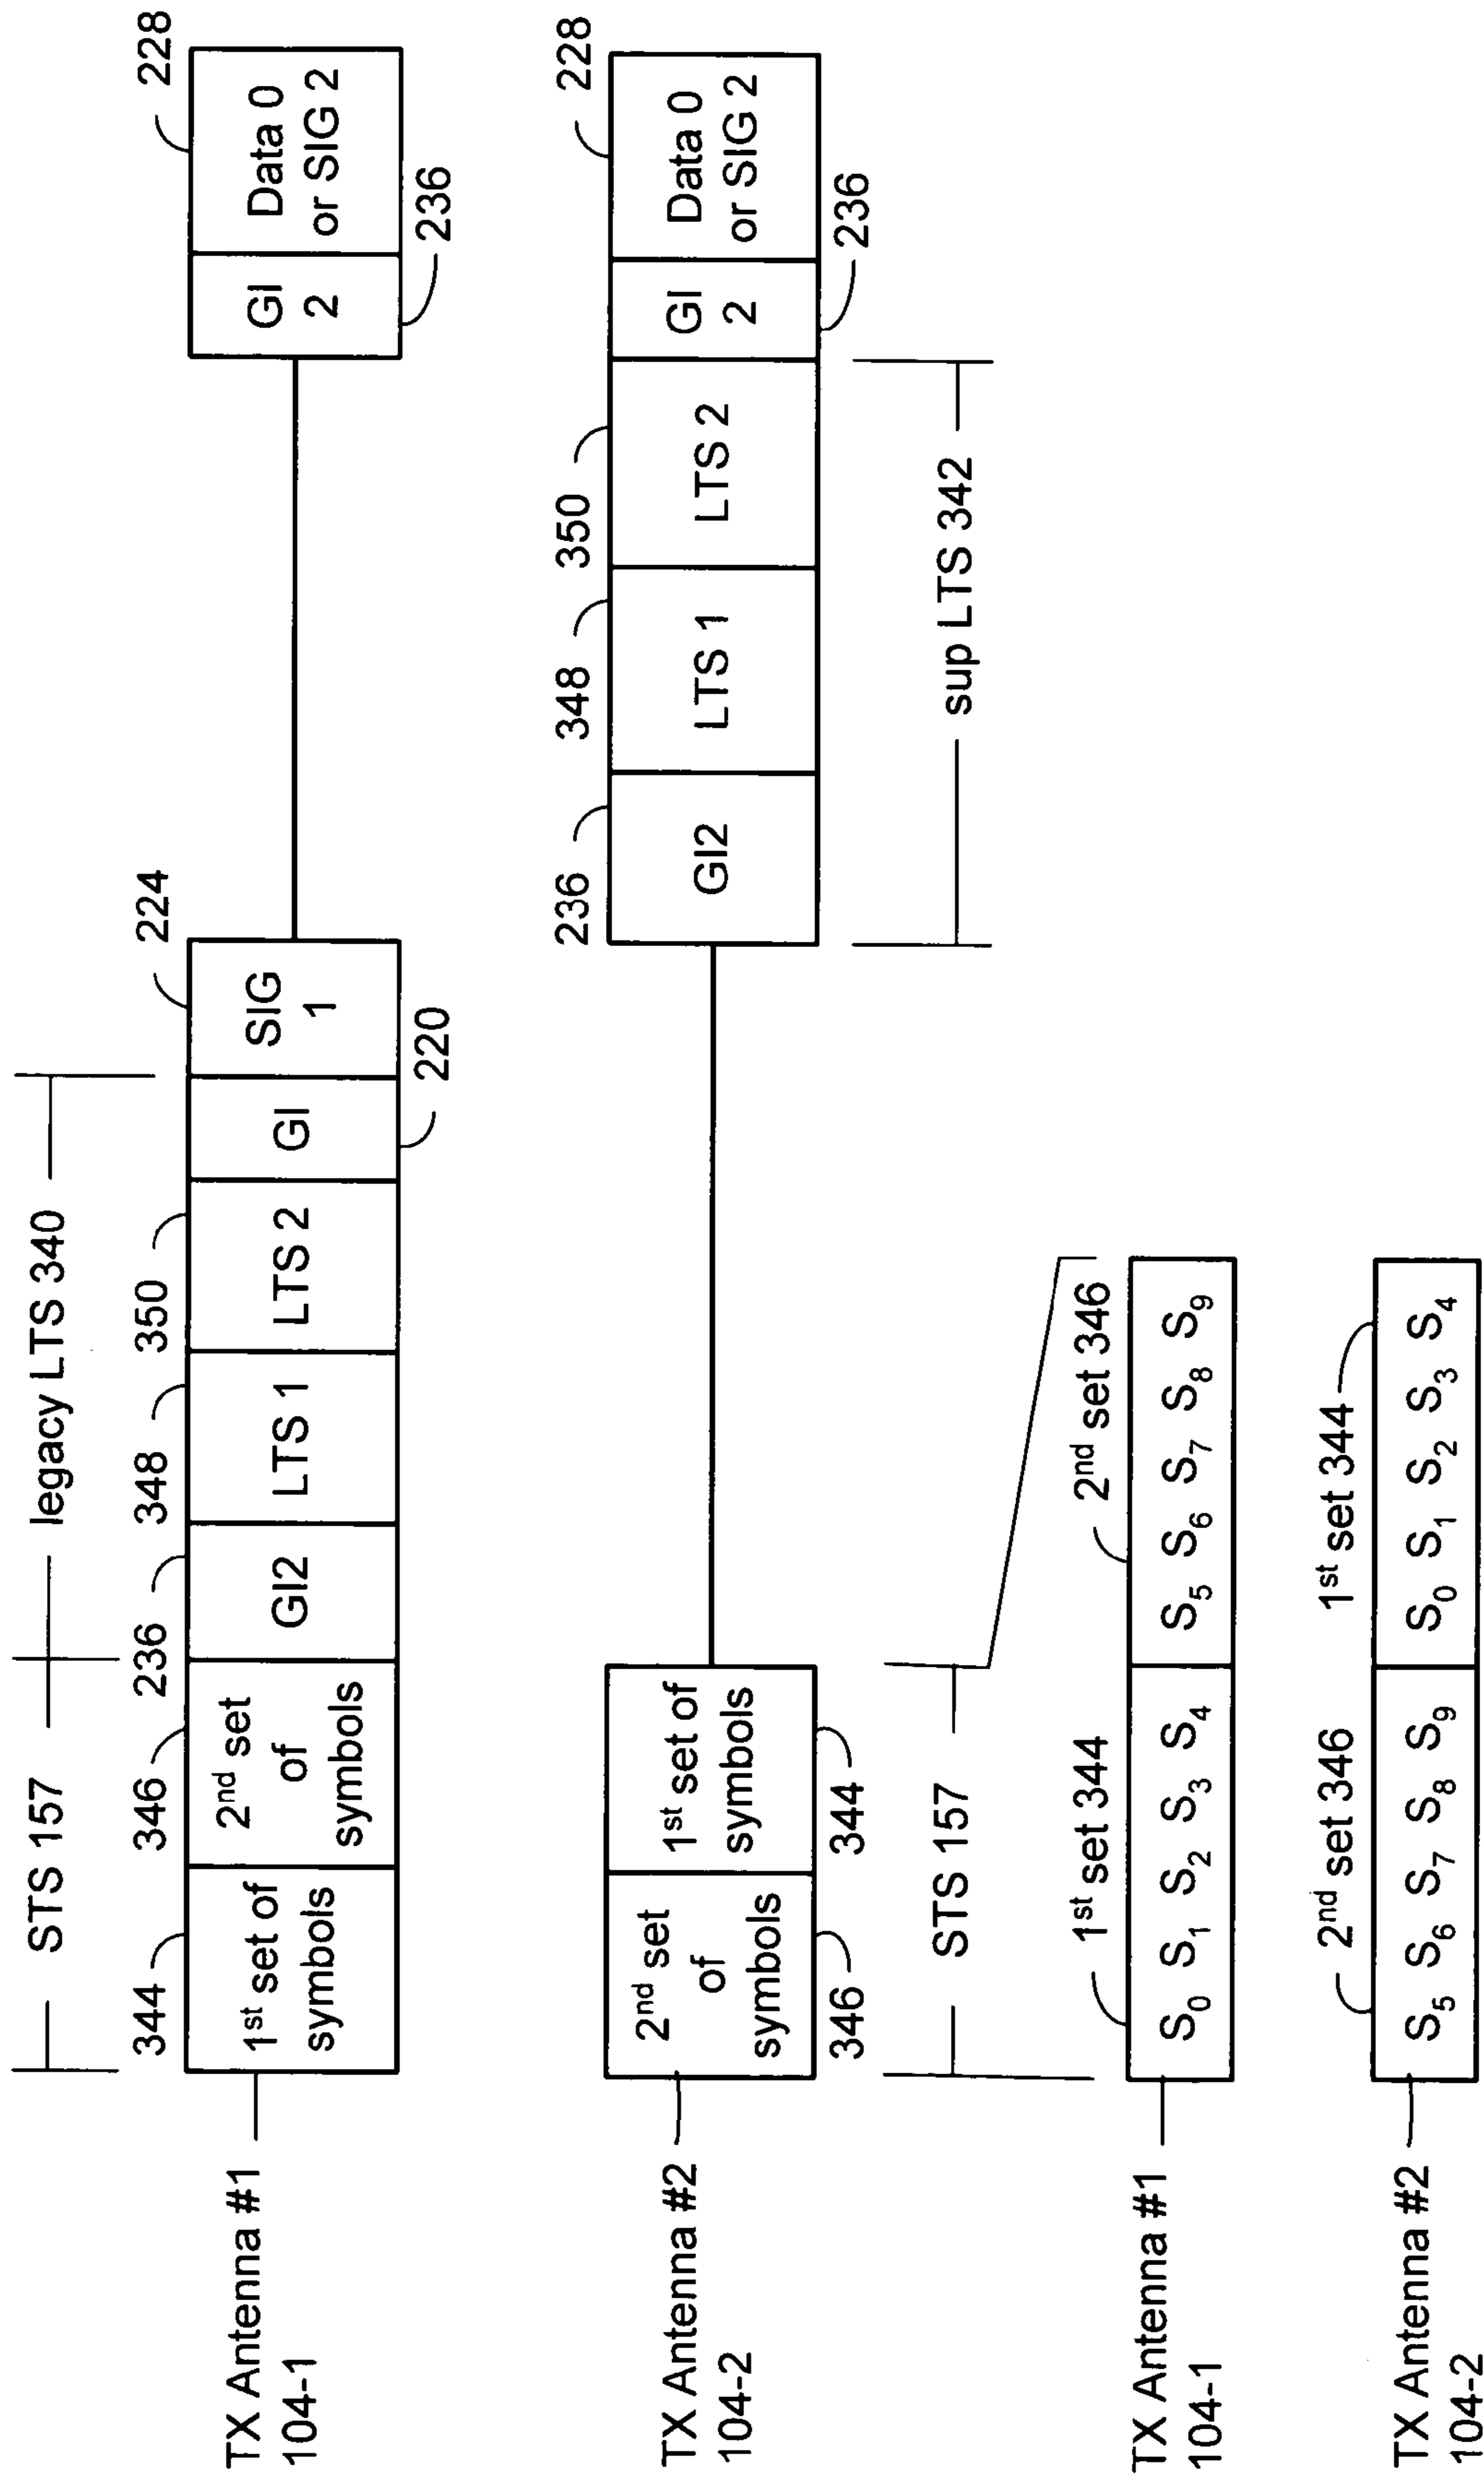 STS 157
legacy LTS 340
344
346
236
348
350
224
228
TX Antenna #1
104-1
1st set of
symbols
2nd set
of
symbols
GI2
LTS 1
LTS 2
GI
SIG
1
GI
2
Data 0
or SIG 2
220
236
236
348
350
228
TX Antenna #2
104-2
2nd set
of
symbols
1st set of
symbols
GI2
LTS 1
LTS 2
GI
2
Data 0
or SIG 2
346
344
236
STS 157
sup LTS 342
1st set 344
2nd set 346
TX Antenna #1
104-1
S0 S1 S2 S3 S4
S5 S6 S7 S8 S9
2nd set 346
1st set 344
TX Antenna #2
104-2
S5 S6 S7 S8 S9
S0 S1 S2 S3 S4